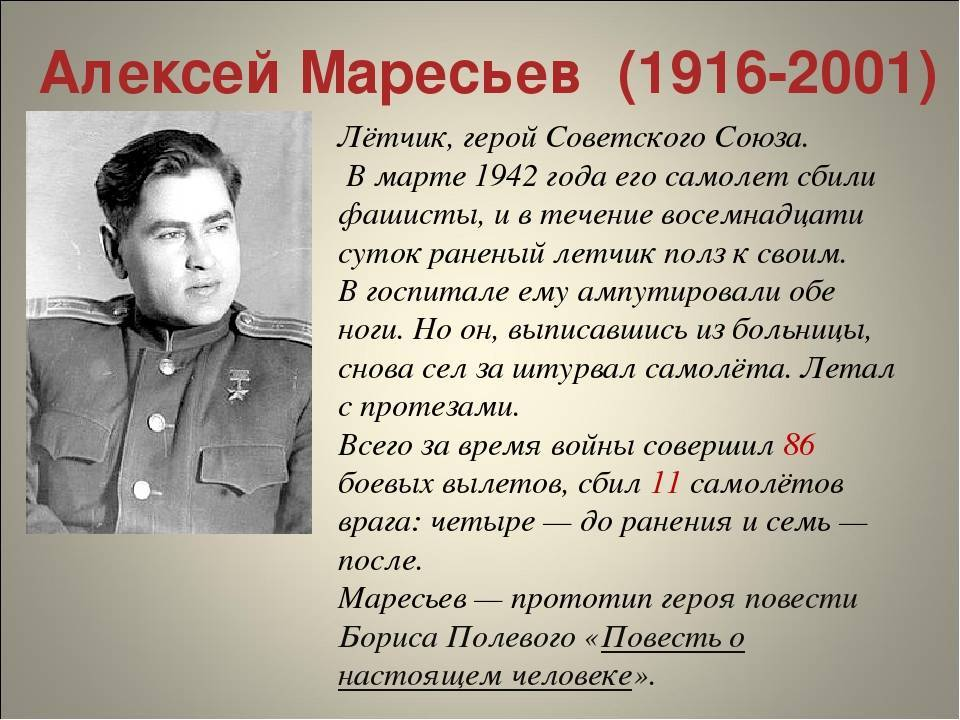 Алексей Маресьев (1916-2001)
Лётчик, герой Советского Союза.
В марте 1942 года его самолет сбили
фашисты, и в течение восемнадцати
суток раненый летчик полз к своим.
В госпитале ему ампутировали обе
ноги. Но он, выписавшись из больницы,
снова сел за штурвал самолёта. Летал
с протезами.
Всего за время войны совершил 86
боевых вылетов, сбил 11 самолётов
врага: четыре — до ранения и семь —
после.
Маресьев — прототип героя повести
Бориса Полевого «Повесть о
настоящем человеке».